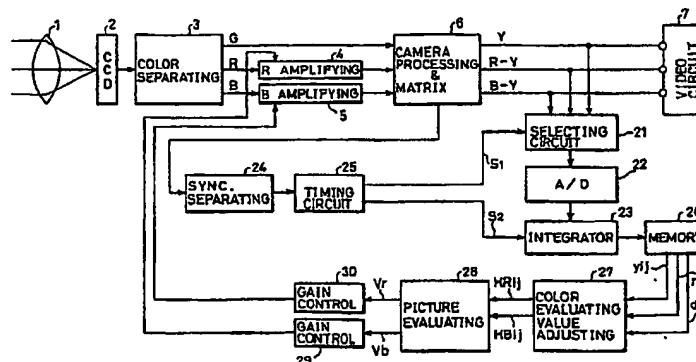 1
2
3
6
7
CCD
COLOR
SEPARATING
G
R
B
4
R AMPLIFYING
B AMPLIFYING
5
CAMERA
PROCESSING
&
MATRIX
Y
R-Y
B-Y
VIDEO
CIRCUIT
SELECTING
CIRCUIT
21
S1
22
A/D
24
SYNC.
SEPARATING
25
TIMING
CIRCUIT
S2
23
INTEGRATOR
MEMORY
yij
30
GAIN
CONTROL
Vr
28
PICTURE
EVALUATING
HRij
HBij
27
COLOR
EVALUATING
VALUE
ADJUSTING
GAIN
CONTROL
29
Vb